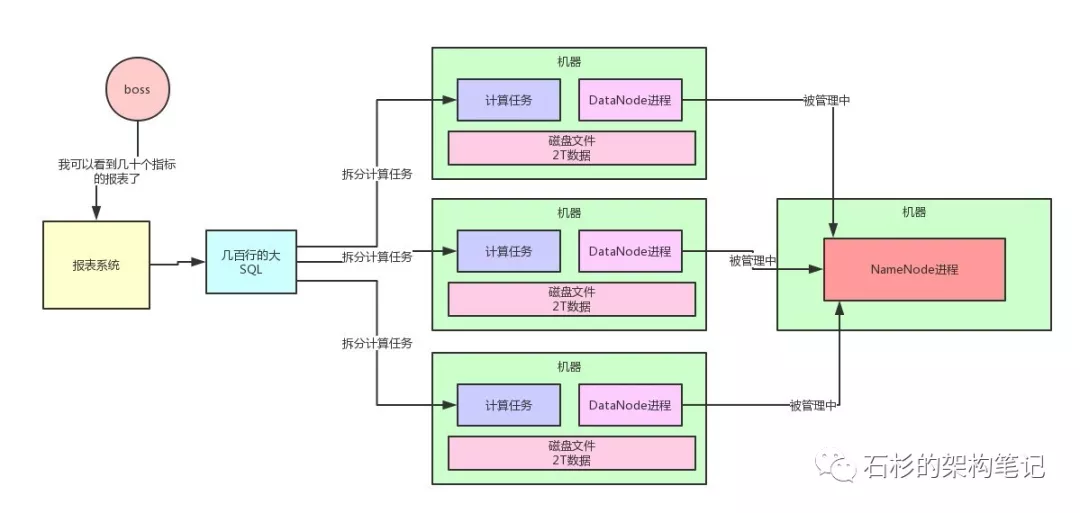 boss
我可以看到几十个指标
的报表了
报表系统
几百行的大
SQL
拆分计算任务
拆分计算任务
拆分计算任务
机器
计算任务
DataNode进程
磁盘文件
2T数据
被管理中
机器
计算任务
DataNode进程
磁盘文件
2T数据
被管理中
机器
计算任务
DataNode进程
磁盘文件
2T数据
被管理中
机器
NameNode进程
石杉的架构笔记